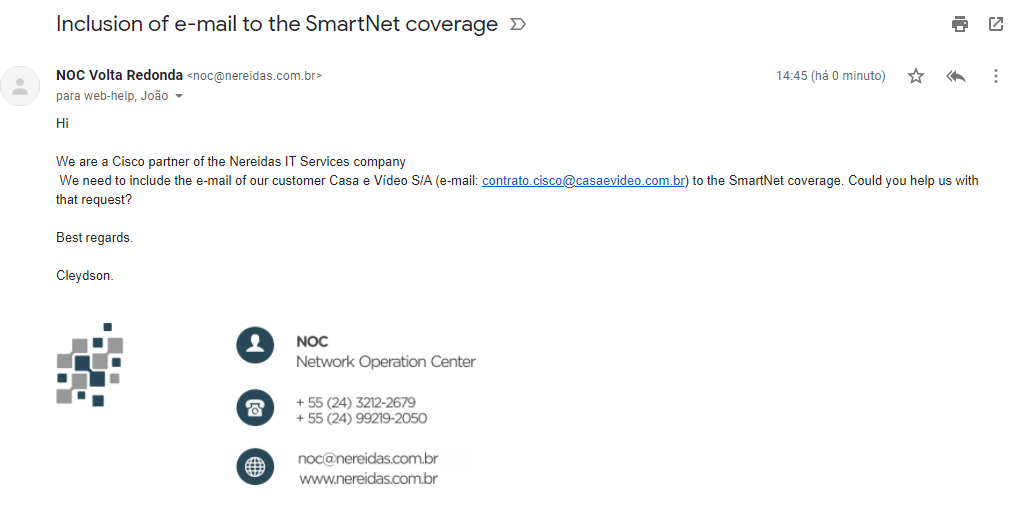 Inclusion of e-mail to the SmartNet coverage
NOC Volta Redonda <noc@nereidas.com.br>
14:45 (há 0 minuto)
para web-help, João
Hi
We are a Cisco partner of the Nereidas IT Services company
We need to include the e-mail of our customer Casa e Vídeo S/A (e-mail: contrato.cisco@casaevideo.com.br) to the SmartNet coverage. Could you help us with
that request?
Best regards.
Cleydson.
NOC
Network Operation Center
+ 55 (24) 3212-2679
+ 55 (24) 99219-2050
noc@nereidas.com.br
www.nereidas.com.br